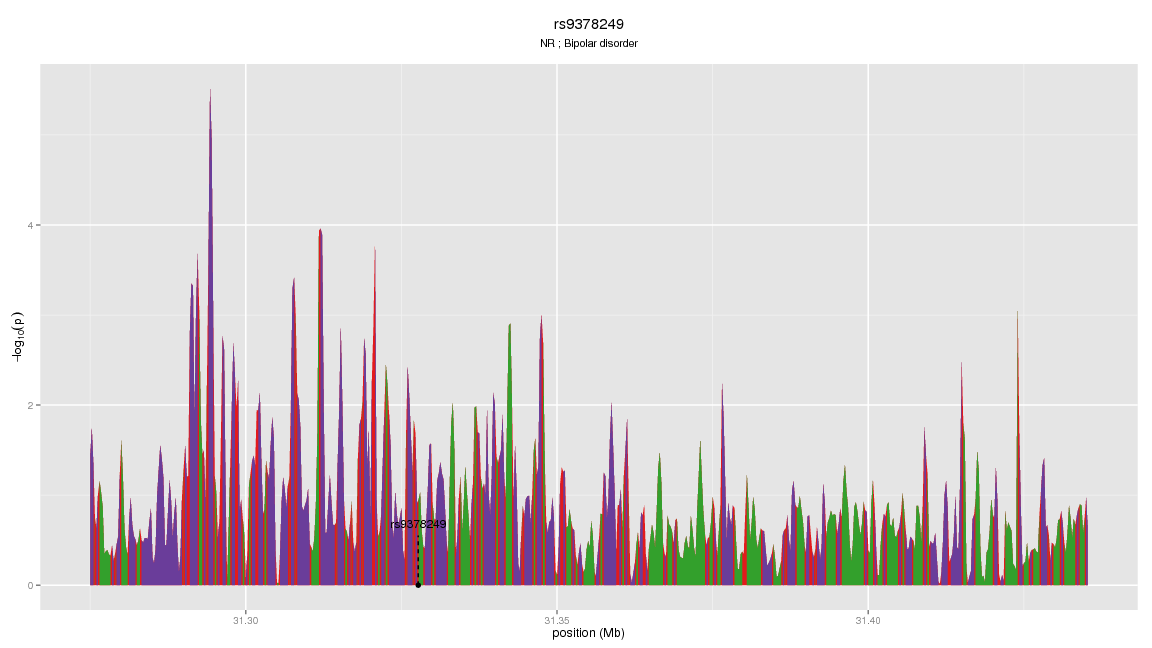 rs9378249
NR ; Bipolar disorder
−log10(p)
4
2
0
rs9378249
31.30
31.35
31.40
position (Mb)